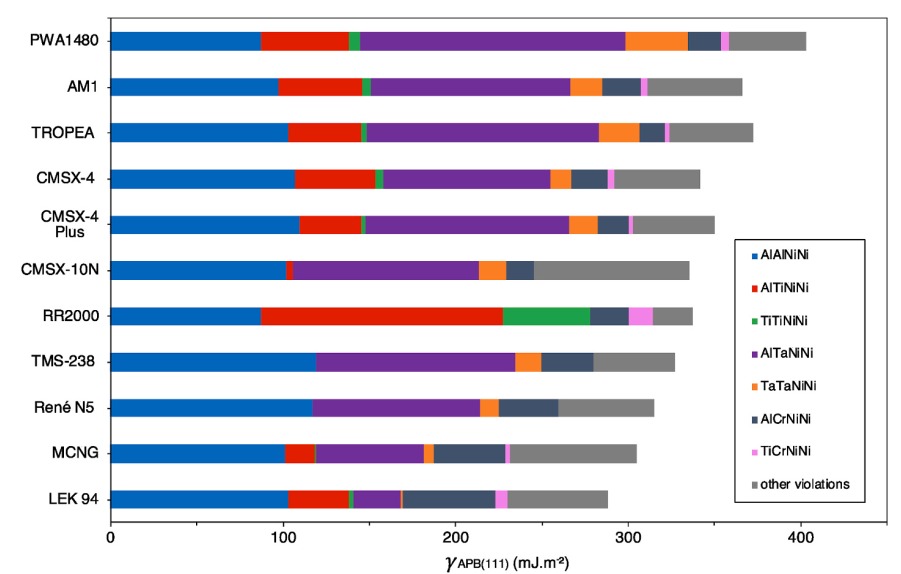 PWA1480
AM1
TROPEA
CMSX-4
CMSX-4
Plus
CMSX-10N
RR2000
TMS-238
René N5
MCNG
LEK 94
AlAlNiNi
AlTiNiNi
TiTiNiNi
AlTaNiNi
TaTaNiNi
AlCrNiNi
TiCrNiNi
other violations
0 100 200 300 400
γAPB(111) (mJ.m⁻²)